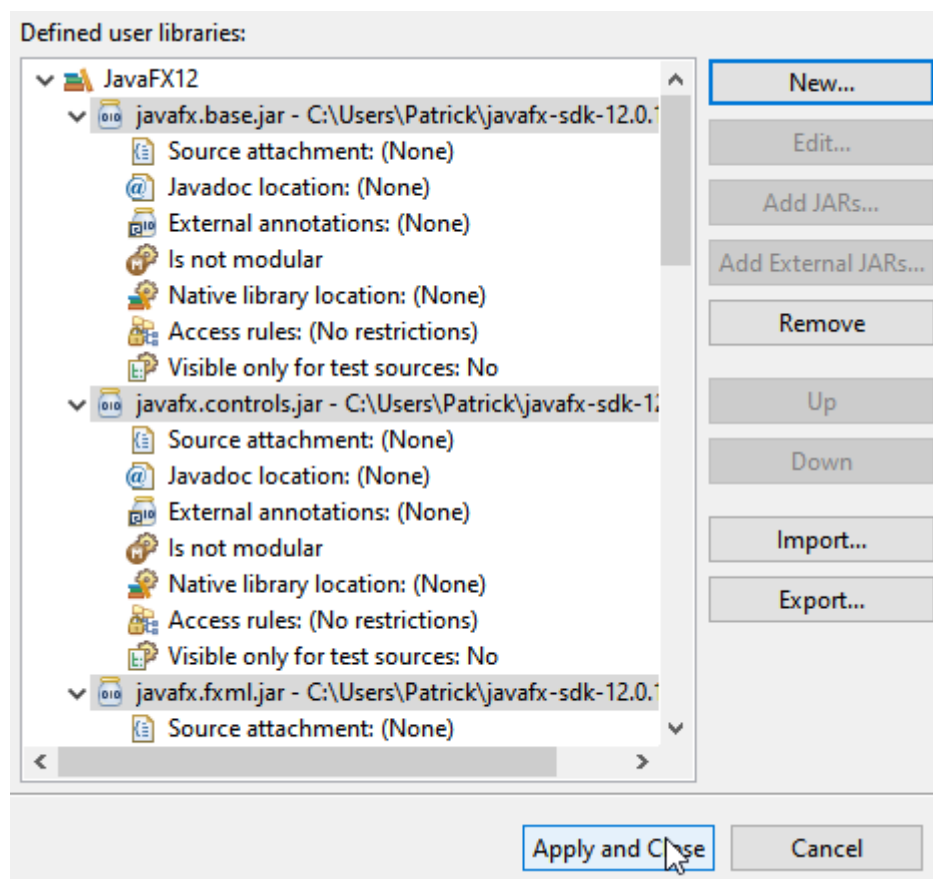 Defined user libraries:
JavaFX12
javafx.base.jar - C:\Users\Patrick\javafx-sdk-12.0.1
Source attachment: (None)
Javadoc location: (None)
External annotations: (None)
Is not modular
Native library location: (None)
Access rules: (No restrictions)
Visible only for test sources: No
javafx.controls.jar - C:\Users\Patrick\javafx-sdk-12
Source attachment: (None)
Javadoc location: (None)
External annotations: (None)
Is not modular
Native library location: (None)
Access rules: (No restrictions)
Visible only for test sources: No
javafx.fxml.jar - C:\Users\Patrick\javafx-sdk-12.0.1
Source attachment: (None)
New...
Edit...
Add JARs...
Add External JARs...
Remove
Up
Down
Import...
Export...
Apply and Close
Cancel